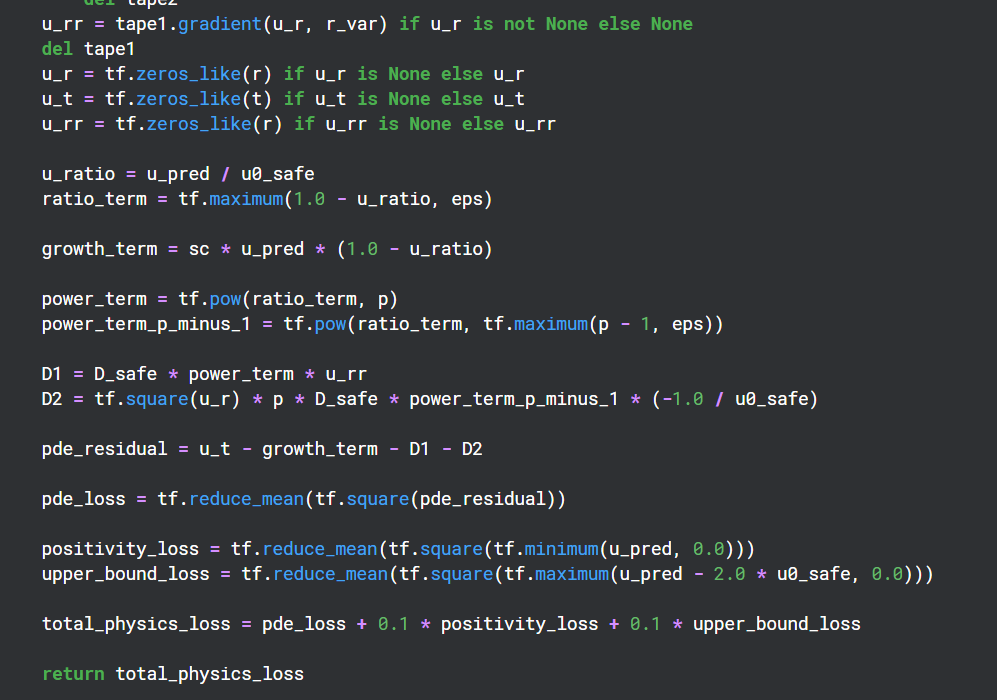 del tape2
u_rr = tape1.gradient(u_r, r_var) if u_r is not None else None
del tape1
u_r = tf.zeros_like(r) if u_r is None else u_r
u_t = tf.zeros_like(t) if u_t is None else u_t
u_rr = tf.zeros_like(r) if u_rr is None else u_rr
u_ratio = u_pred / u0_safe
ratio_term = tf.maximum(1.0 - u_ratio, eps)
growth_term = sc * u_pred * (1.0 - u_ratio)
power_term = tf.pow(ratio_term, p)
power_term_p_minus_1 = tf.pow(ratio_term, tf.maximum(p - 1, eps))
D1 = D_safe * power_term * u_rr
D2 = tf.square(u_r) * p * D_safe * power_term_p_minus_1 * (-1.0 / u0_safe)
pde_residual = u_t - growth_term - D1 - D2
pde_loss = tf.reduce_mean(tf.square(pde_residual))
positivity_loss = tf.reduce_mean(tf.square(tf.minimum(u_pred, 0.0)))
upper_bound_loss = tf.reduce_mean(tf.square(tf.maximum(u_pred - 2.0 * u0_safe, 0.0)))
total_physics_loss = pde_loss + 0.1 * positivity_loss + 0.1 * upper_bound_loss
return total_physics_loss